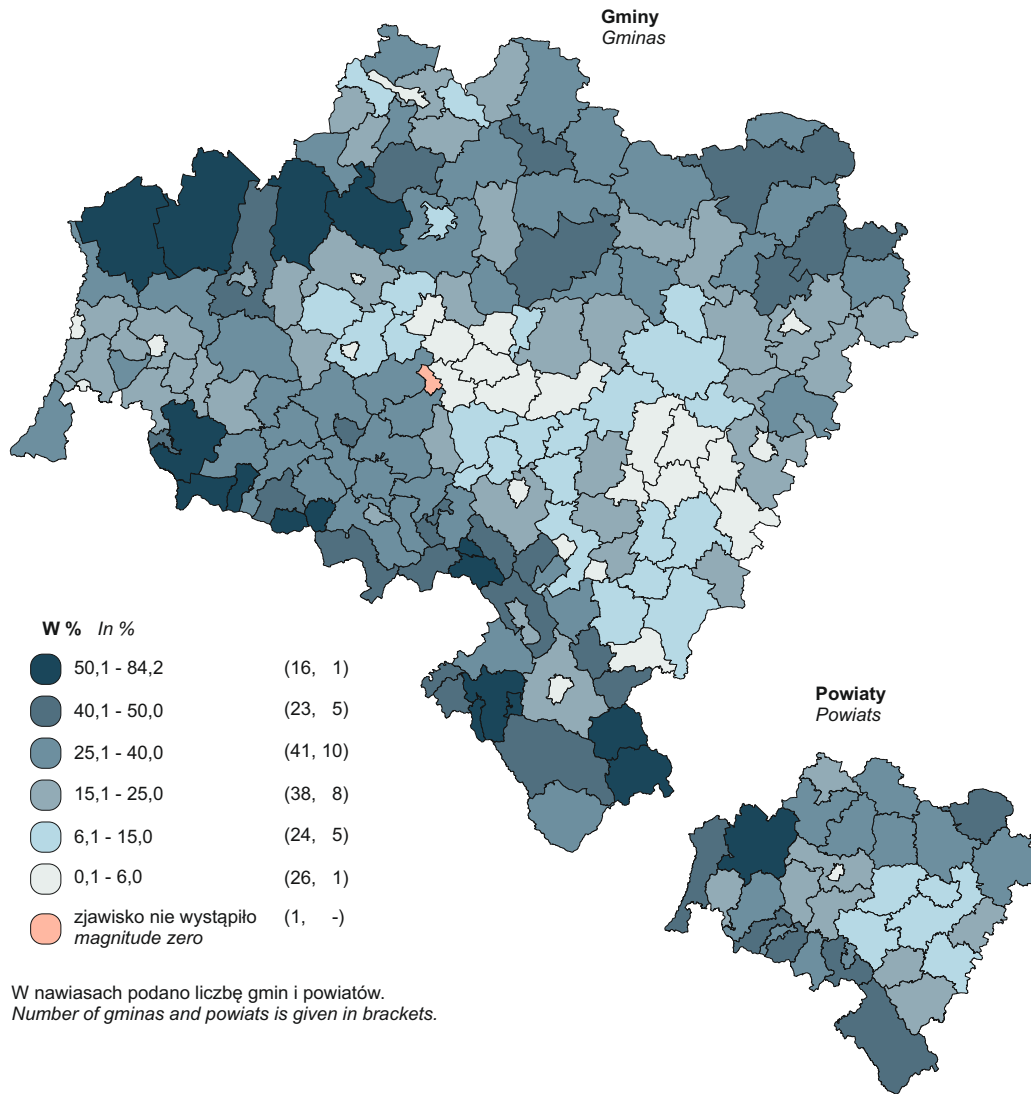 Gminy
Gminas
W % In %
50,1 - 84,2 (16, 1)
40,1 - 50,0 (23, 5)
25,1 - 40,0 (41, 10)
15,1 - 25,0 (38, 8)
6,1 - 15,0 (24, 5)
0,1 - 6,0 (26, 1)
zjawisko nie wystąpiło (1, -)
magnitude zero
Powiaty
Powiats
W nawiasach podano liczbę gmin i powiatów.
Number of gminas and powiats is given in brackets.